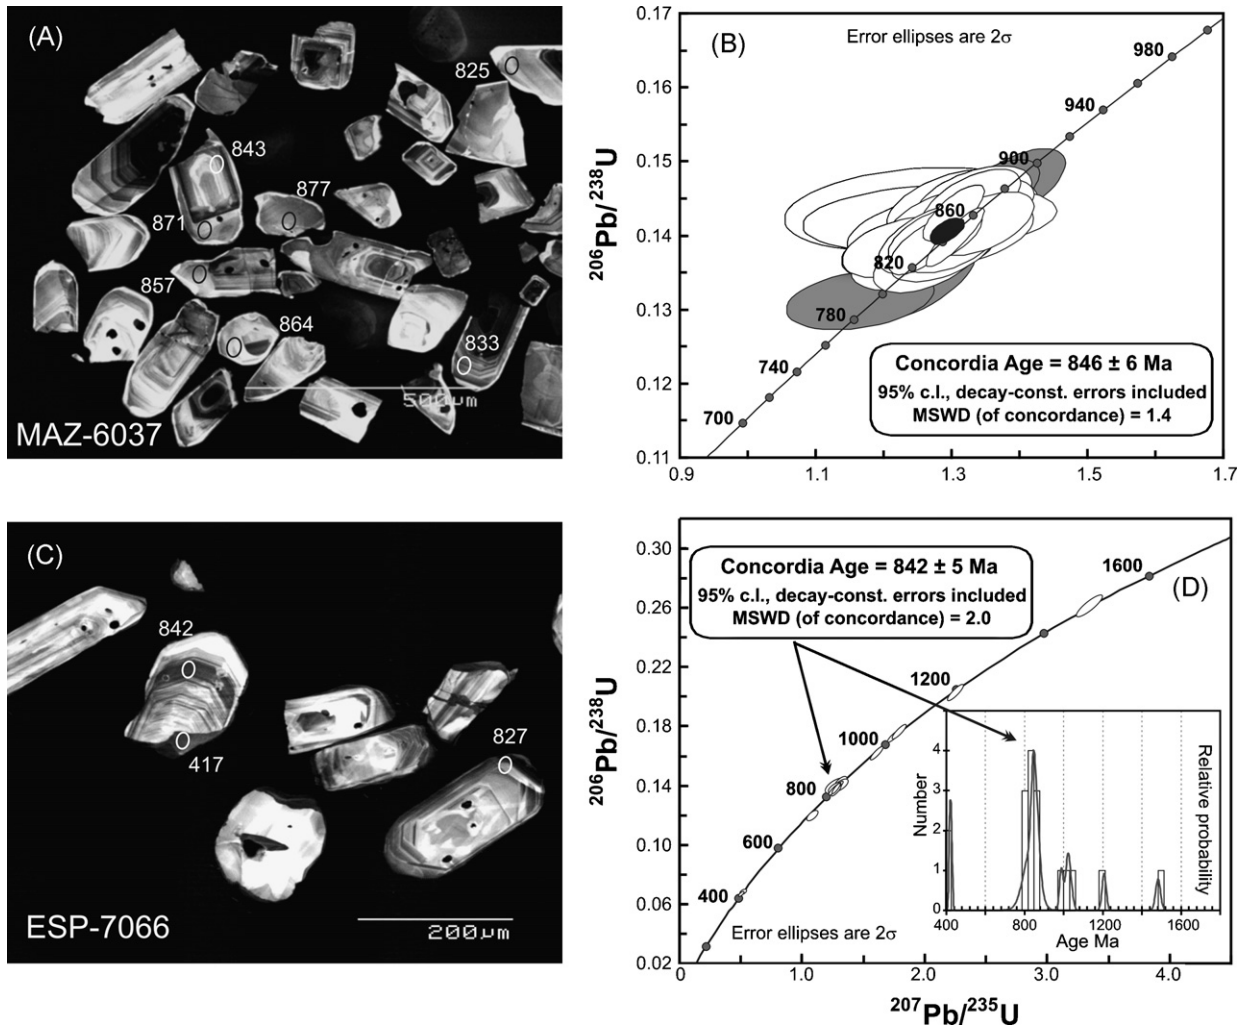 (A)
825
843
877
871
857
864
833
500µm
MAZ-6037
(B)
Error ellipses are 2σ
0.17
0.16
0.15
0.14
0.13
0.12
0.11
206Pb/238U
980
940
900
860
820
780
740
700
Concordia Age = 846 ± 6 Ma
95% c.l., decay-const. errors included
MSWD (of concordance) = 1.4
0.9 1.1 1.3 1.5 1.7
(C)
842
417
827
ESP-7066
200µm
(D)
Concordia Age = 842 ± 5 Ma
95% c.l., decay-const. errors included
MSWD (of concordance) = 2.0
0.30
0.26
0.22
0.18
0.14
0.10
0.06
0.02
206Pb/238U
1600
1200
1000
800
600
400
Error ellipses are 2σ
4
3
2
1
0
Number
Relative probability
400 800 1200 1600
Age Ma
0 1.0 2.0 3.0 4.0
207Pb/235U